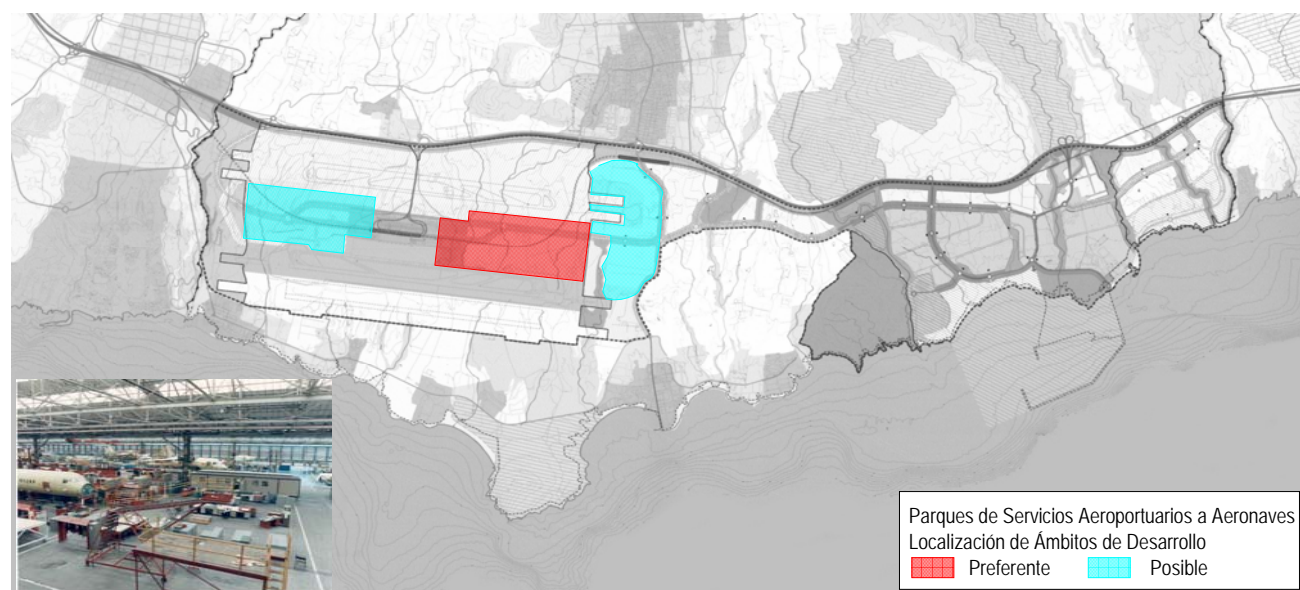 Parques de Servicios Aeroportuarios a Aeronaves
Localización de Ámbitos de Desarrollo
Preferente Posible